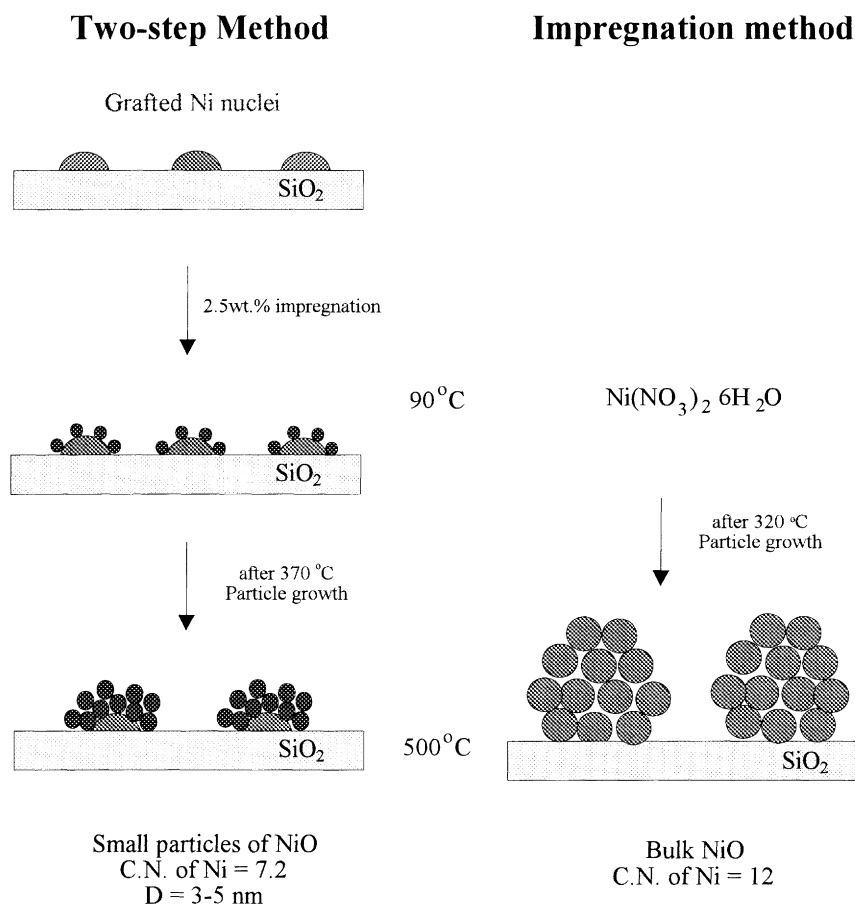 Two-step Method
Impregnation method
Grafted Ni nuclei
SiO₂
2.5wt.% impregnation
90°C
Ni(NO₃)₂ 6H₂O
SiO₂
after 370 °C
Particle growth
after 320 °C
Particle growth
SiO₂
500°C
SiO₂
Small particles of NiO
C.N. of Ni = 7.2
D = 3-5 nm
Bulk NiO
C.N. of Ni = 12